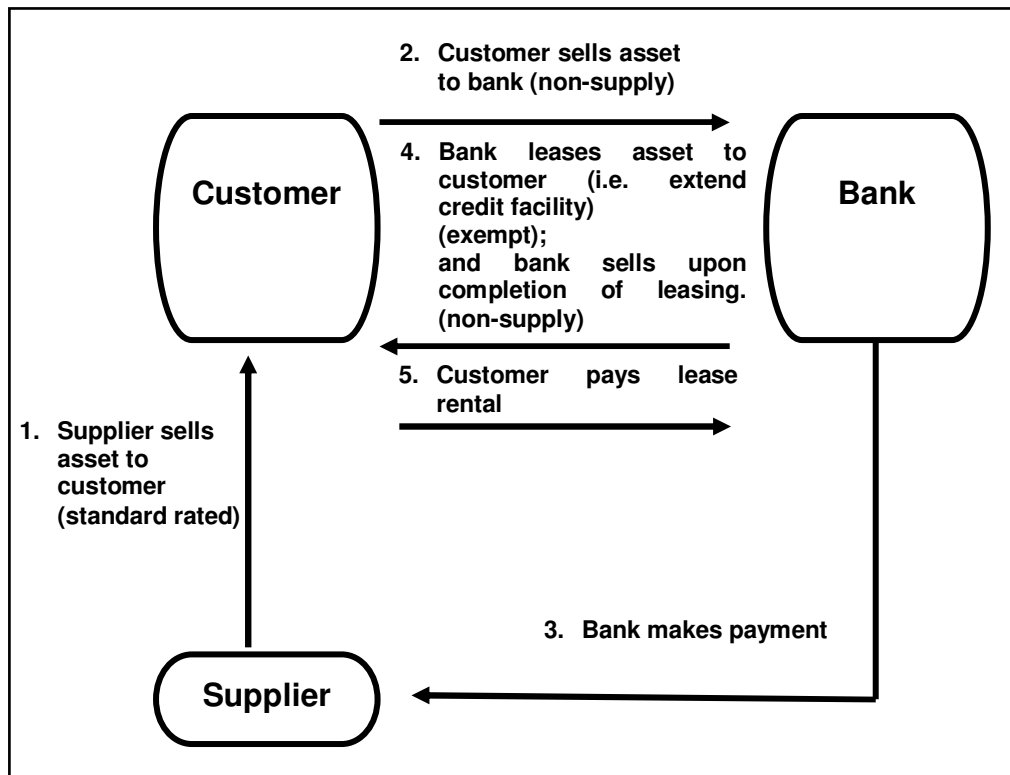 2. Customer sells asset
to bank (non-supply)
Customer
4. Bank leases asset to
customer (i.e. extend
credit facility)
(exempt);
and bank sells upon
completion of leasing.
(non-supply)
Bank
5. Customer pays lease
rental
1. Supplier sells
asset to
customer
(standard rated)
3. Bank makes payment
Supplier